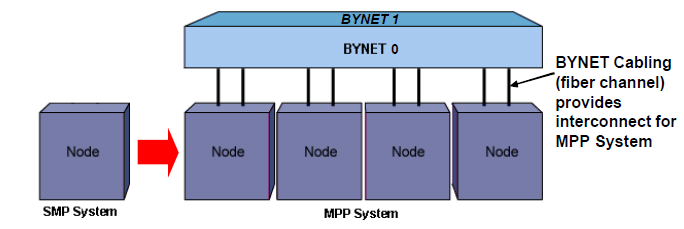 BYNET 1
BYNET 0
BYNET Cabling
(fiber channel)
provides
interconnect for
MPP System
Node
Node
Node
Node
Node
SMP System
MPP System